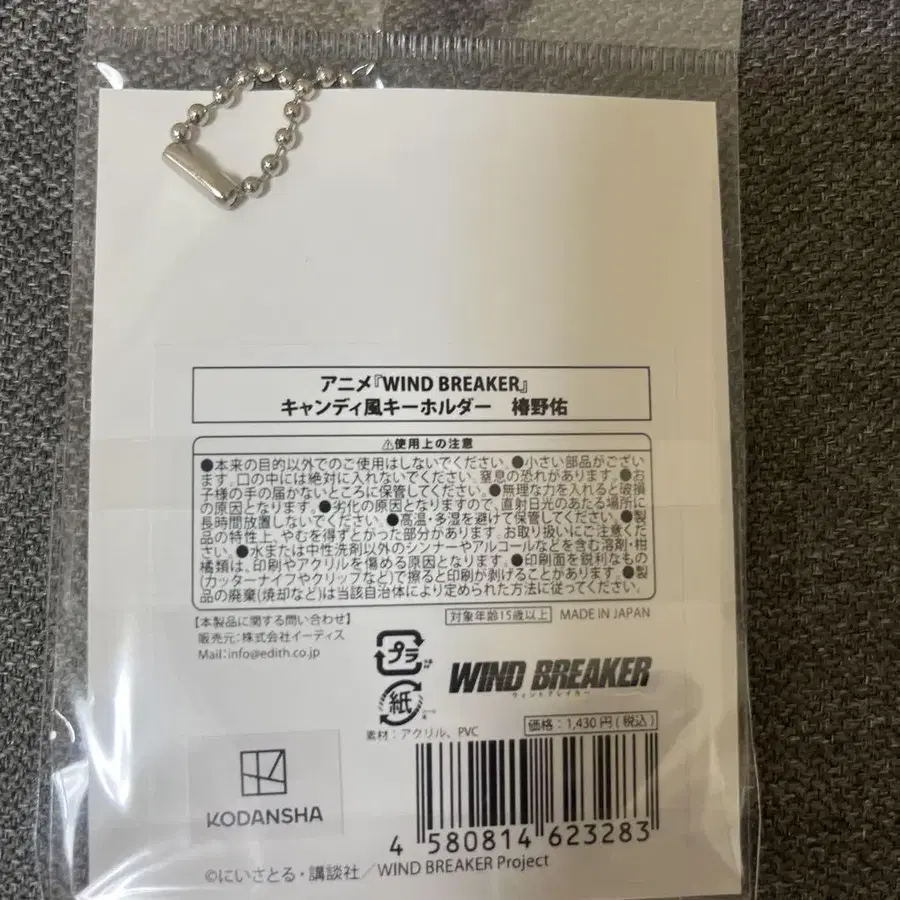 アニメ『WIND BREAKER』
キャンディ風キーホルダー 椿野佑
⚠使用上の注意
●本来の目的以外でのご使用はしないでください。●小さい部品がござい
ます。口の中には絶対に入れないでください。窒息の恐れがあります。●お
子様の手の届かないところに保管してください。●無理な力を入れると破損
の原因となります。●劣化の原因となりますので、直射日光のあたる場所に
長時間放置しないでください。●高温・多湿を避けて保管してください。●製
品の特性上、やむを得ずとがった部分があります。お取り扱いにご注意くだ
さい。●水または中性洗剤以外のシンナーやアルコールなどを含む溶剤・柑
橘類は、印刷やアクリルを傷める原因となります。●印刷面を鋭利なもの
(カッターナイフやクリップなど)で擦ると印刷が剥げることがあります。●製
品の廃棄(焼却など)は当該自治体により定められた方法に従ってください。
対象年齢15歳以上 MADE IN JAPAN
【本製品に関する問い合わせ】
販売元:株式会社イーディス
Mail:info@edith.co.jp
プラ
紙
WIND BREAKER
ウィンドブレイカー
素材:アクリル、PVC
価格:1,430円(税込)
KODANSHA
4 580814 623283
©にいさとる・講談社/WIND BREAKER Project